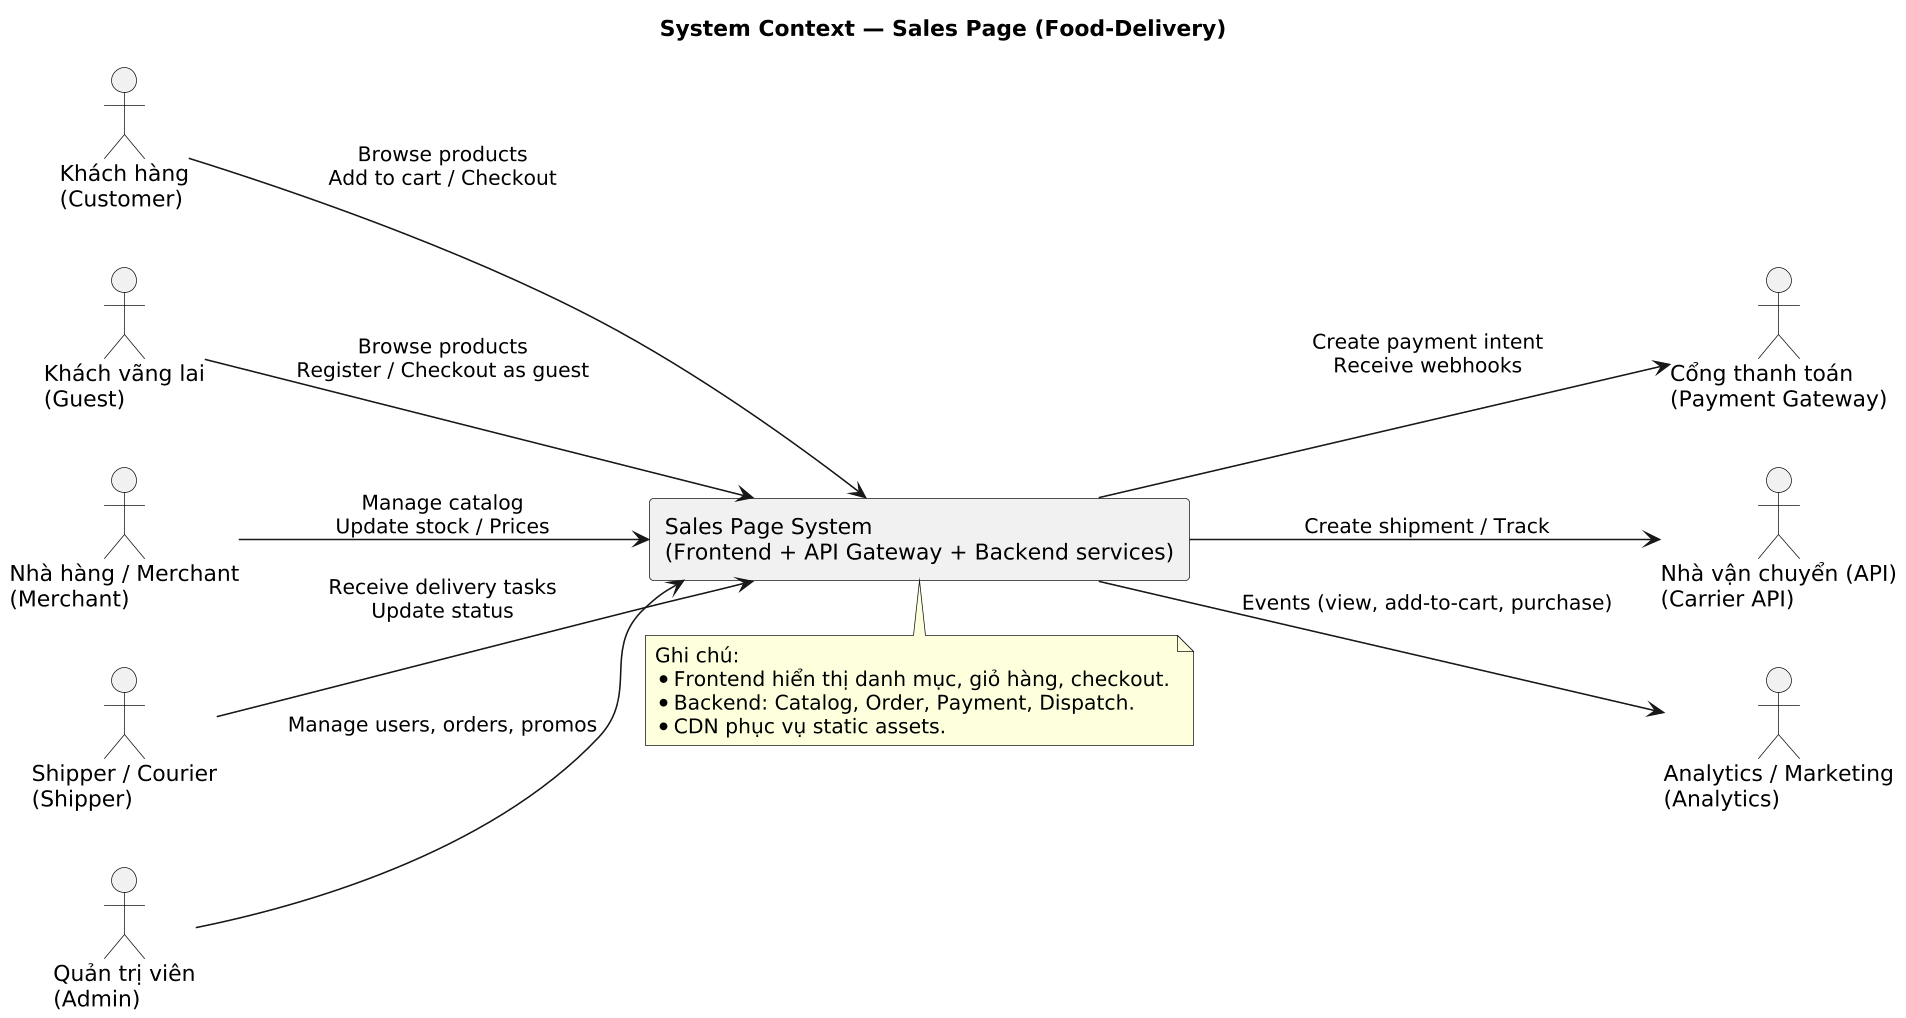 System Context — Sales Page (Food-Delivery)
Khách hàng
(Customer)
Browse products
Add to cart / Checkout
Khách vãng lai
(Guest)
Browse products
Register / Checkout as guest
Nhà hàng / Merchant
(Merchant)
Manage catalog
Update stock / Prices
Shipper / Courier
(Shipper)
Receive delivery tasks
Update status
Quản trị viên
(Admin)
Manage users, orders, promos
Sales Page System
(Frontend + API Gateway + Backend services)
Ghi chú:
• Frontend hiển thị danh mục, giỏ hàng, checkout.
• Backend: Catalog, Order, Payment, Dispatch.
• CDN phục vụ static assets.
Create payment intent
Receive webhooks
Cổng thanh toán
(Payment Gateway)
Create shipment / Track
Nhà vận chuyển (API)
(Carrier API)
Events (view, add-to-cart, purchase)
Analytics / Marketing
(Analytics)